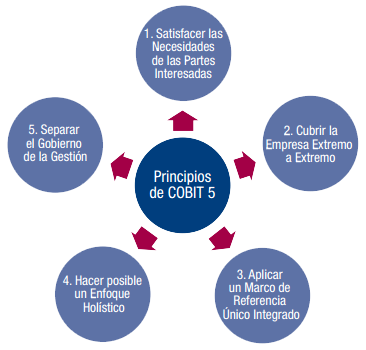 1. Satisfacer las
Necesidades
de las Partes
Interesadas
2. Cubrir la
Empresa Extremo
a Extremo
3. Aplicar
un Marco de
Referencia
Único Integrado
4. Hacer posible
un Enfoque
Holístico
5. Separar
el Gobierno
de la Gestión
Principios
de COBIT 5